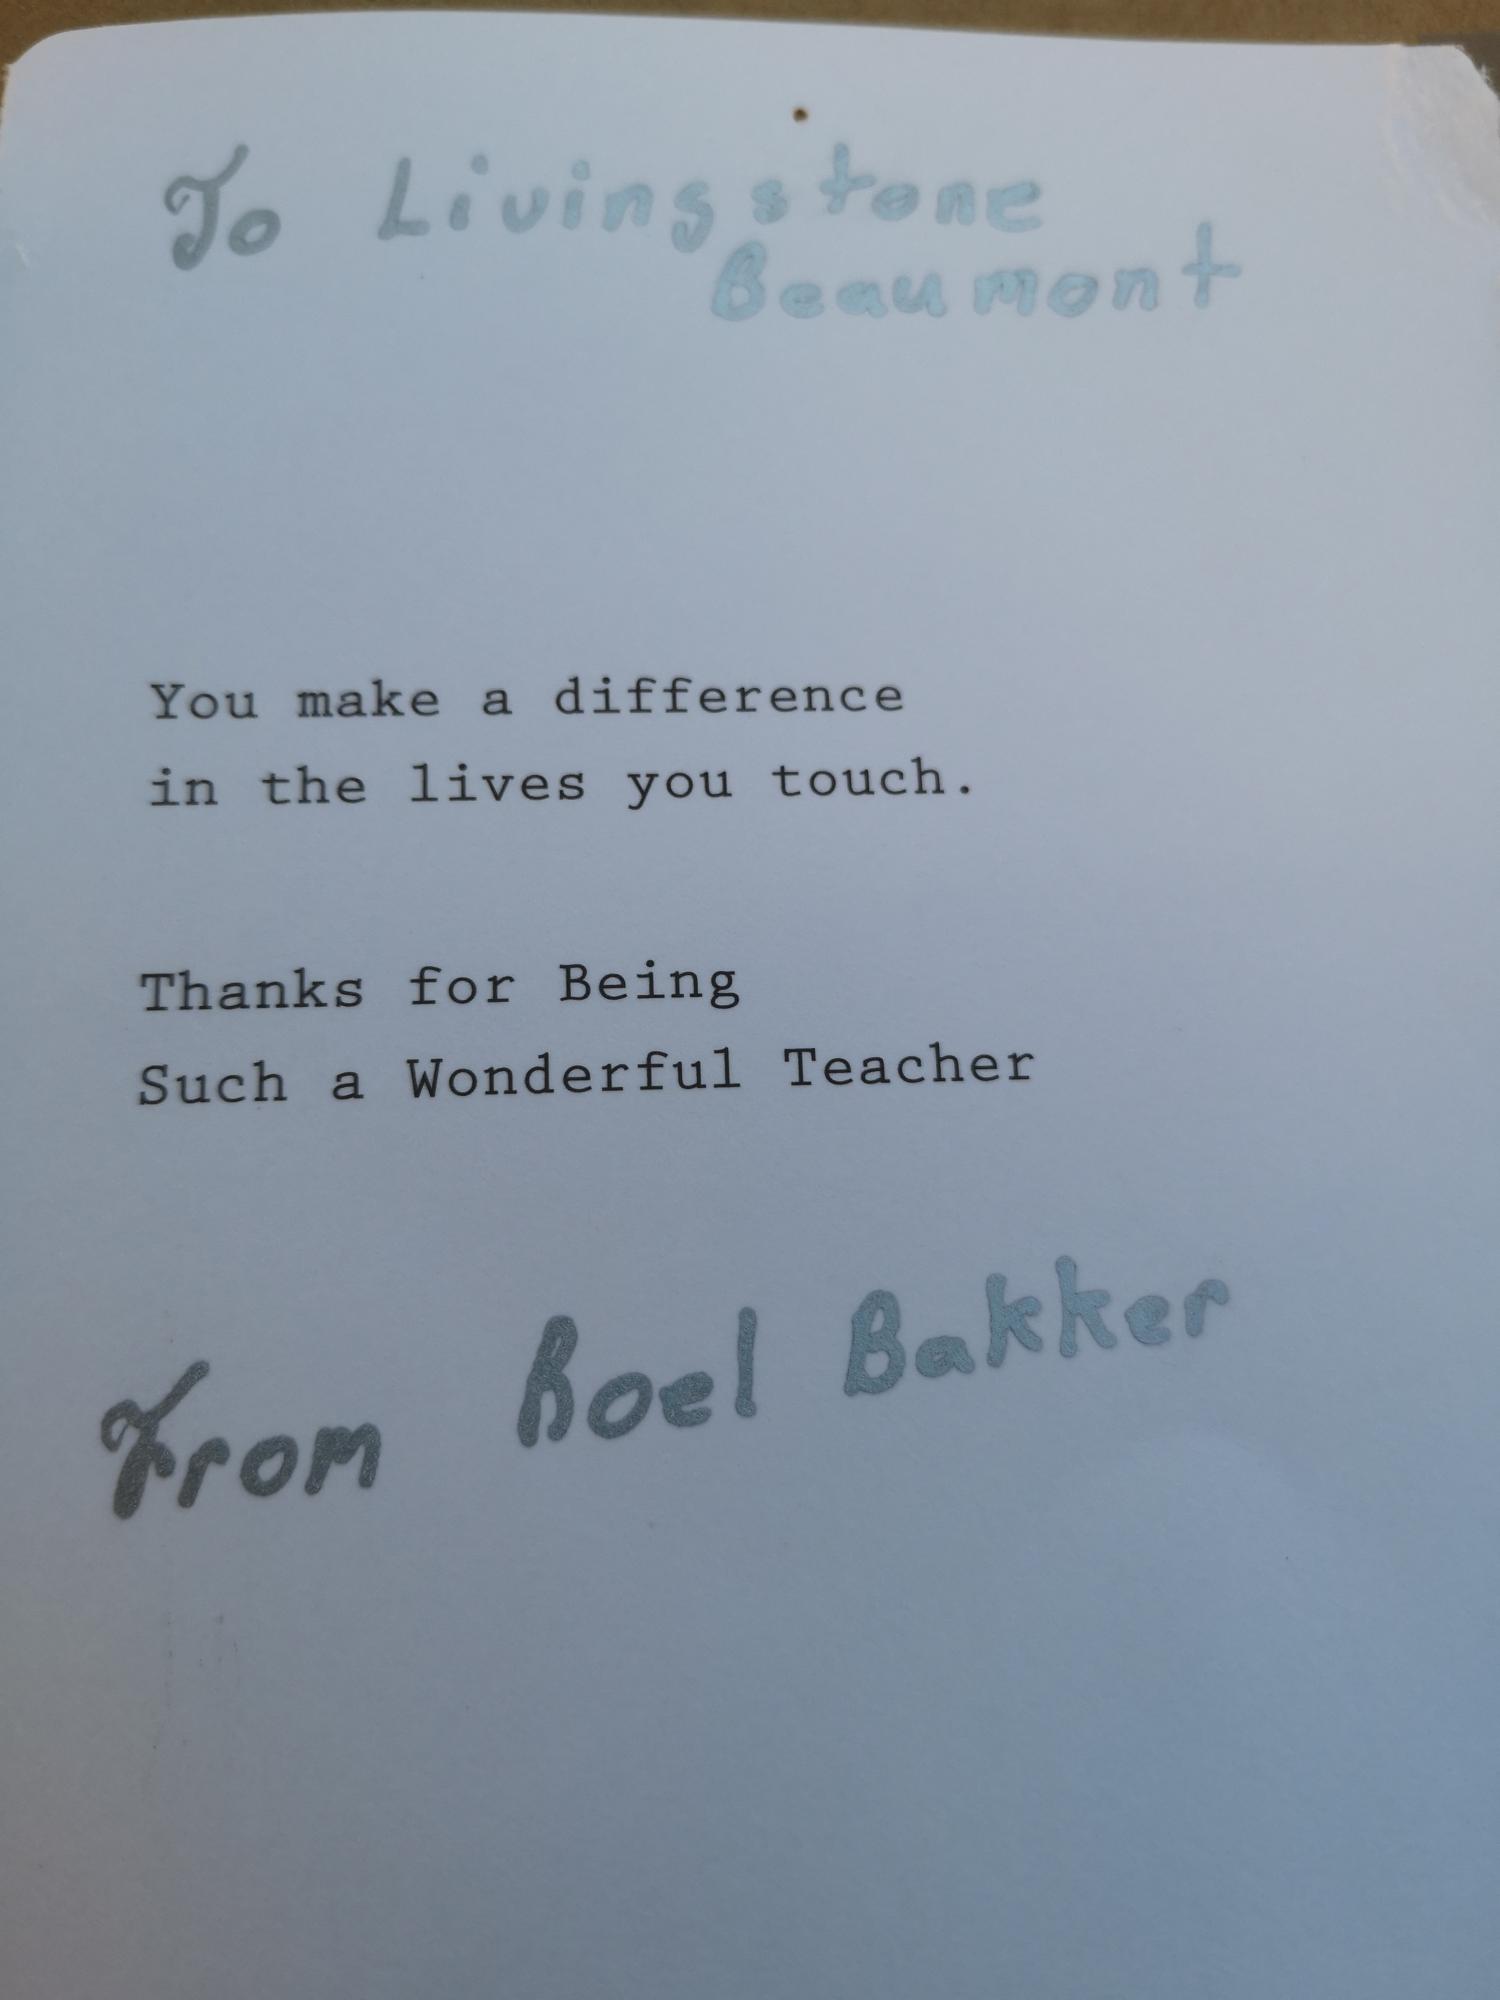 To Livingstone
Beaumont
You make a difference
in the lives you touch.
Thanks for Being
Such a Wonderful Teacher
From Roel Bakker